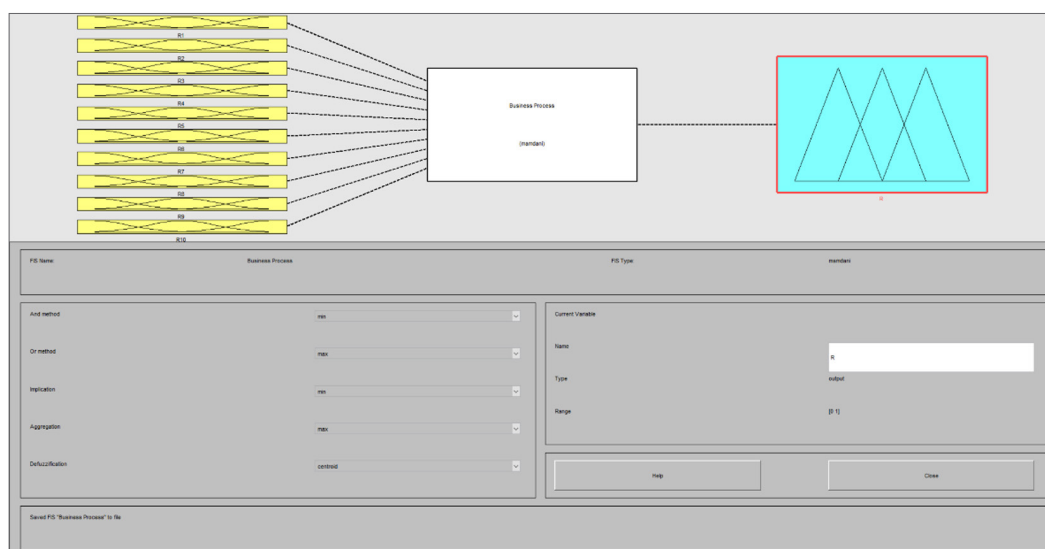 R1
R2
R3
R4
R5
R6
R7
R8
R9
R10
Business Process
(mamdani)
R
FIS Name: Business Process FIS Type: mamdani
And method min
Or method max
Implication min
Aggregation max
Defuzzification centroid
Current Variable
Name R
Type output
Range [0 1]
Help Close
Saved FIS "Business Process" to file